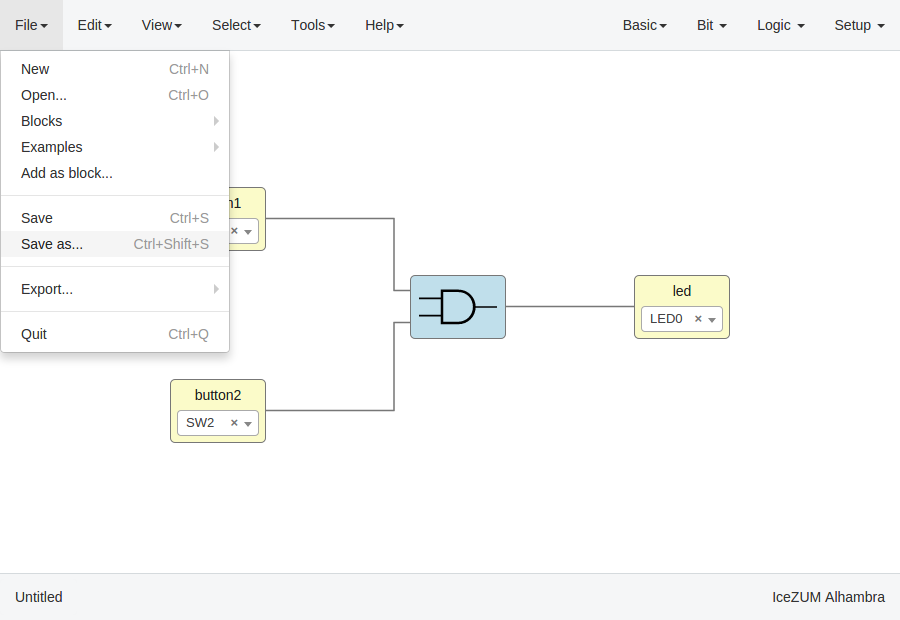 File Edit View Select Tools Help Basic Bit Logic Setup
New Ctrl+N
Open... Ctrl+O
Blocks
Examples
Add as block...
Save Ctrl+S
Save as... Ctrl+Shift+S
Export...
Quit Ctrl+Q
n1
×
led
LED0 ×
button2
SW2 ×
Untitled IceZUM Alhambra